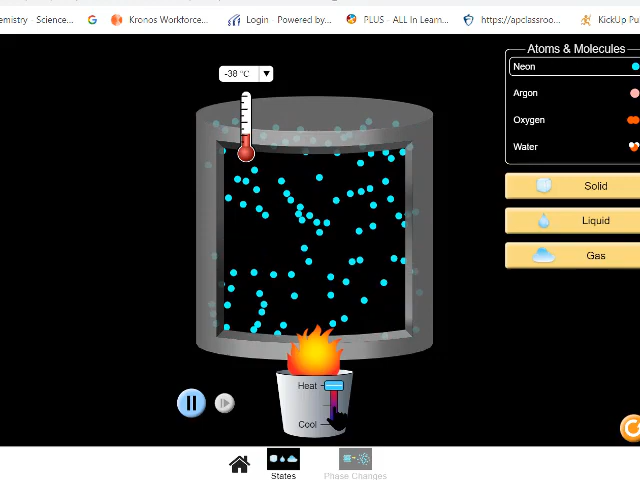 emistry - Science... Kronos Workforce... Login - Powered by... PLUS - ALL In Learn... https://apclassroo... KickUp Pu
Atoms & Molecules
-38 °C
Neon
Argon
Oxygen
Water
Solid
Liquid
Gas
Heat
Cool
States
Phase Changes